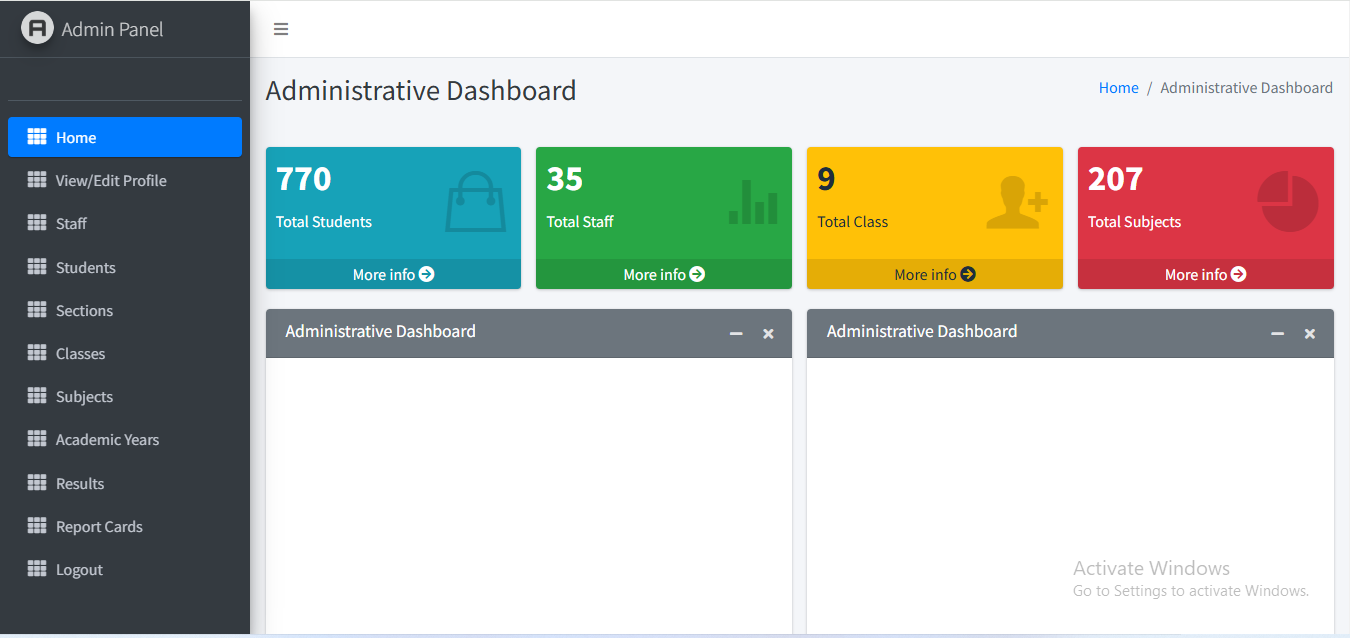 Admin Panel
Administrative Dashboard
Home / Administrative Dashboard
Home
View/Edit Profile
Staff
Students
Sections
Classes
Subjects
Academic Years
Results
Report Cards
Logout
770
Total Students
More info
35
Total Staff
More info
9
Total Class
More info
207
Total Subjects
More info
Administrative Dashboard
Administrative Dashboard
Activate Windows
Go to Settings to activate Windows.